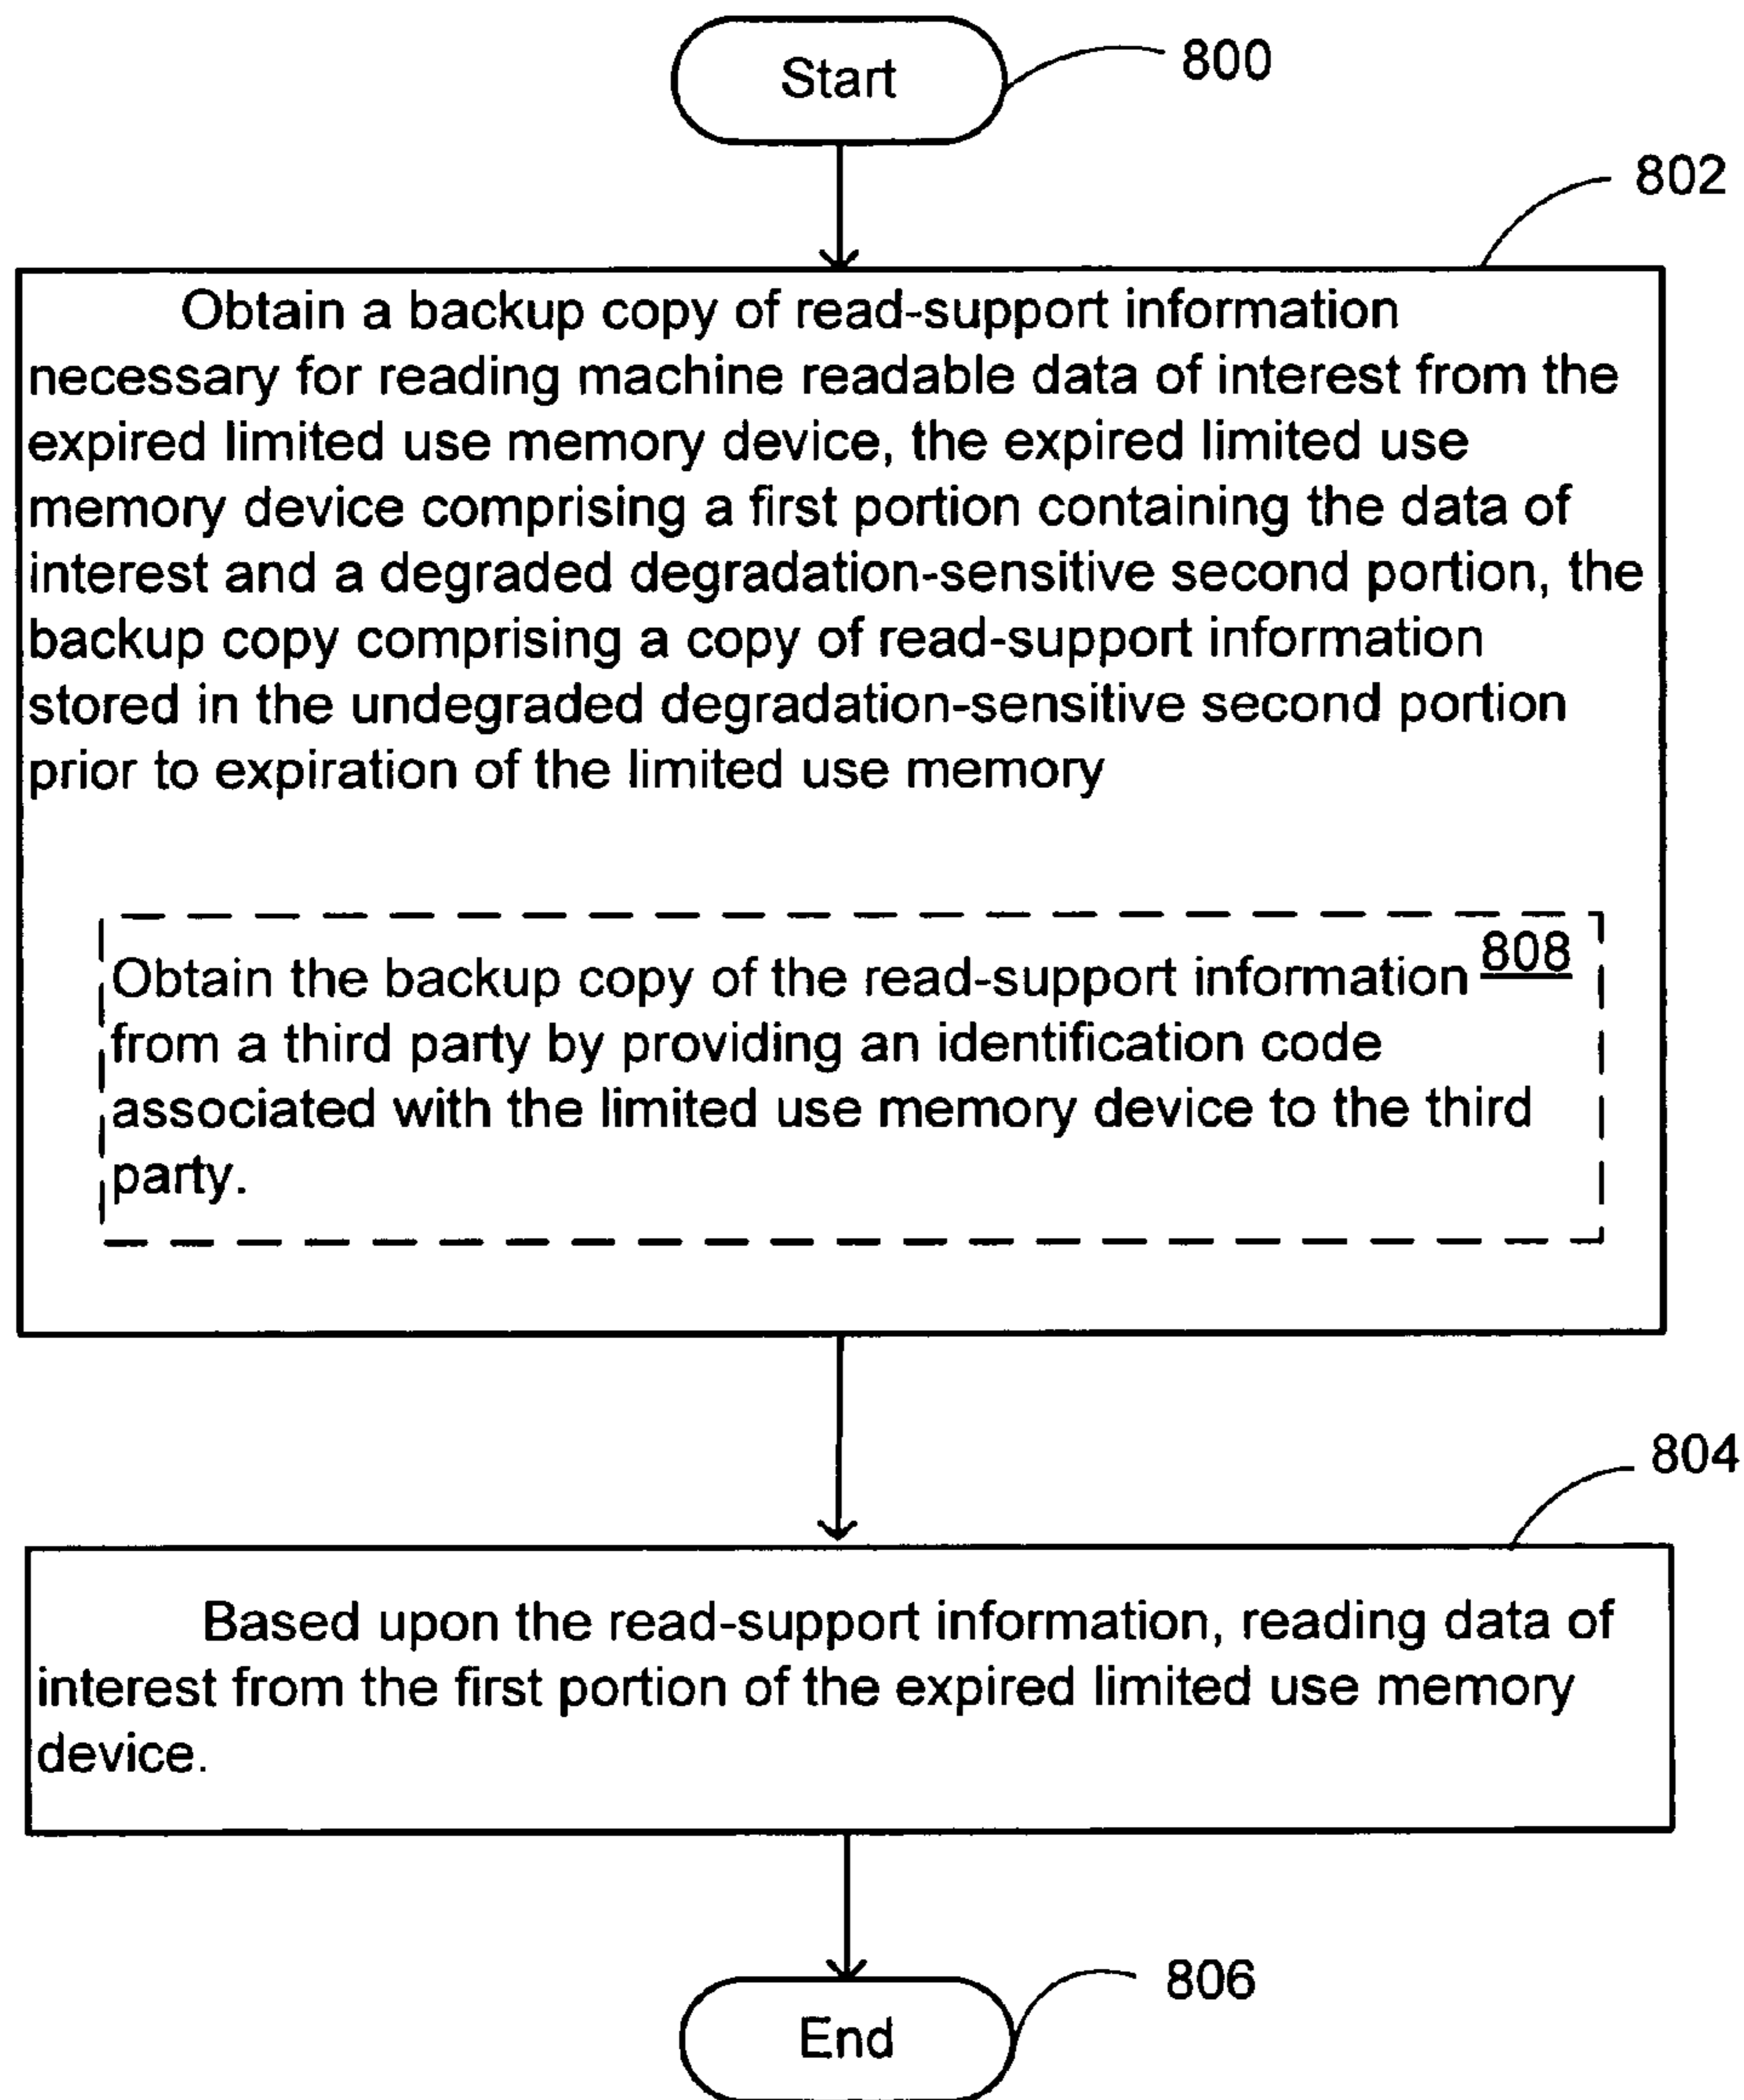 Start
800
802
Obtain a backup copy of read-support information
necessary for reading machine readable data of interest from the
expired limited use memory device, the expired limited use
memory device comprising a first portion containing the data of
interest and a degraded degradation-sensitive second portion, the
backup copy comprising a copy of read-support information
stored in the undegraded degradation-sensitive second portion
prior to expiration of the limited use memory
Obtain the backup copy of the read-support information 808
from a third party by providing an identification code
associated with the limited use memory device to the third
party.
804
Based upon the read-support information, reading data of
interest from the first portion of the expired limited use memory
device.
806
End